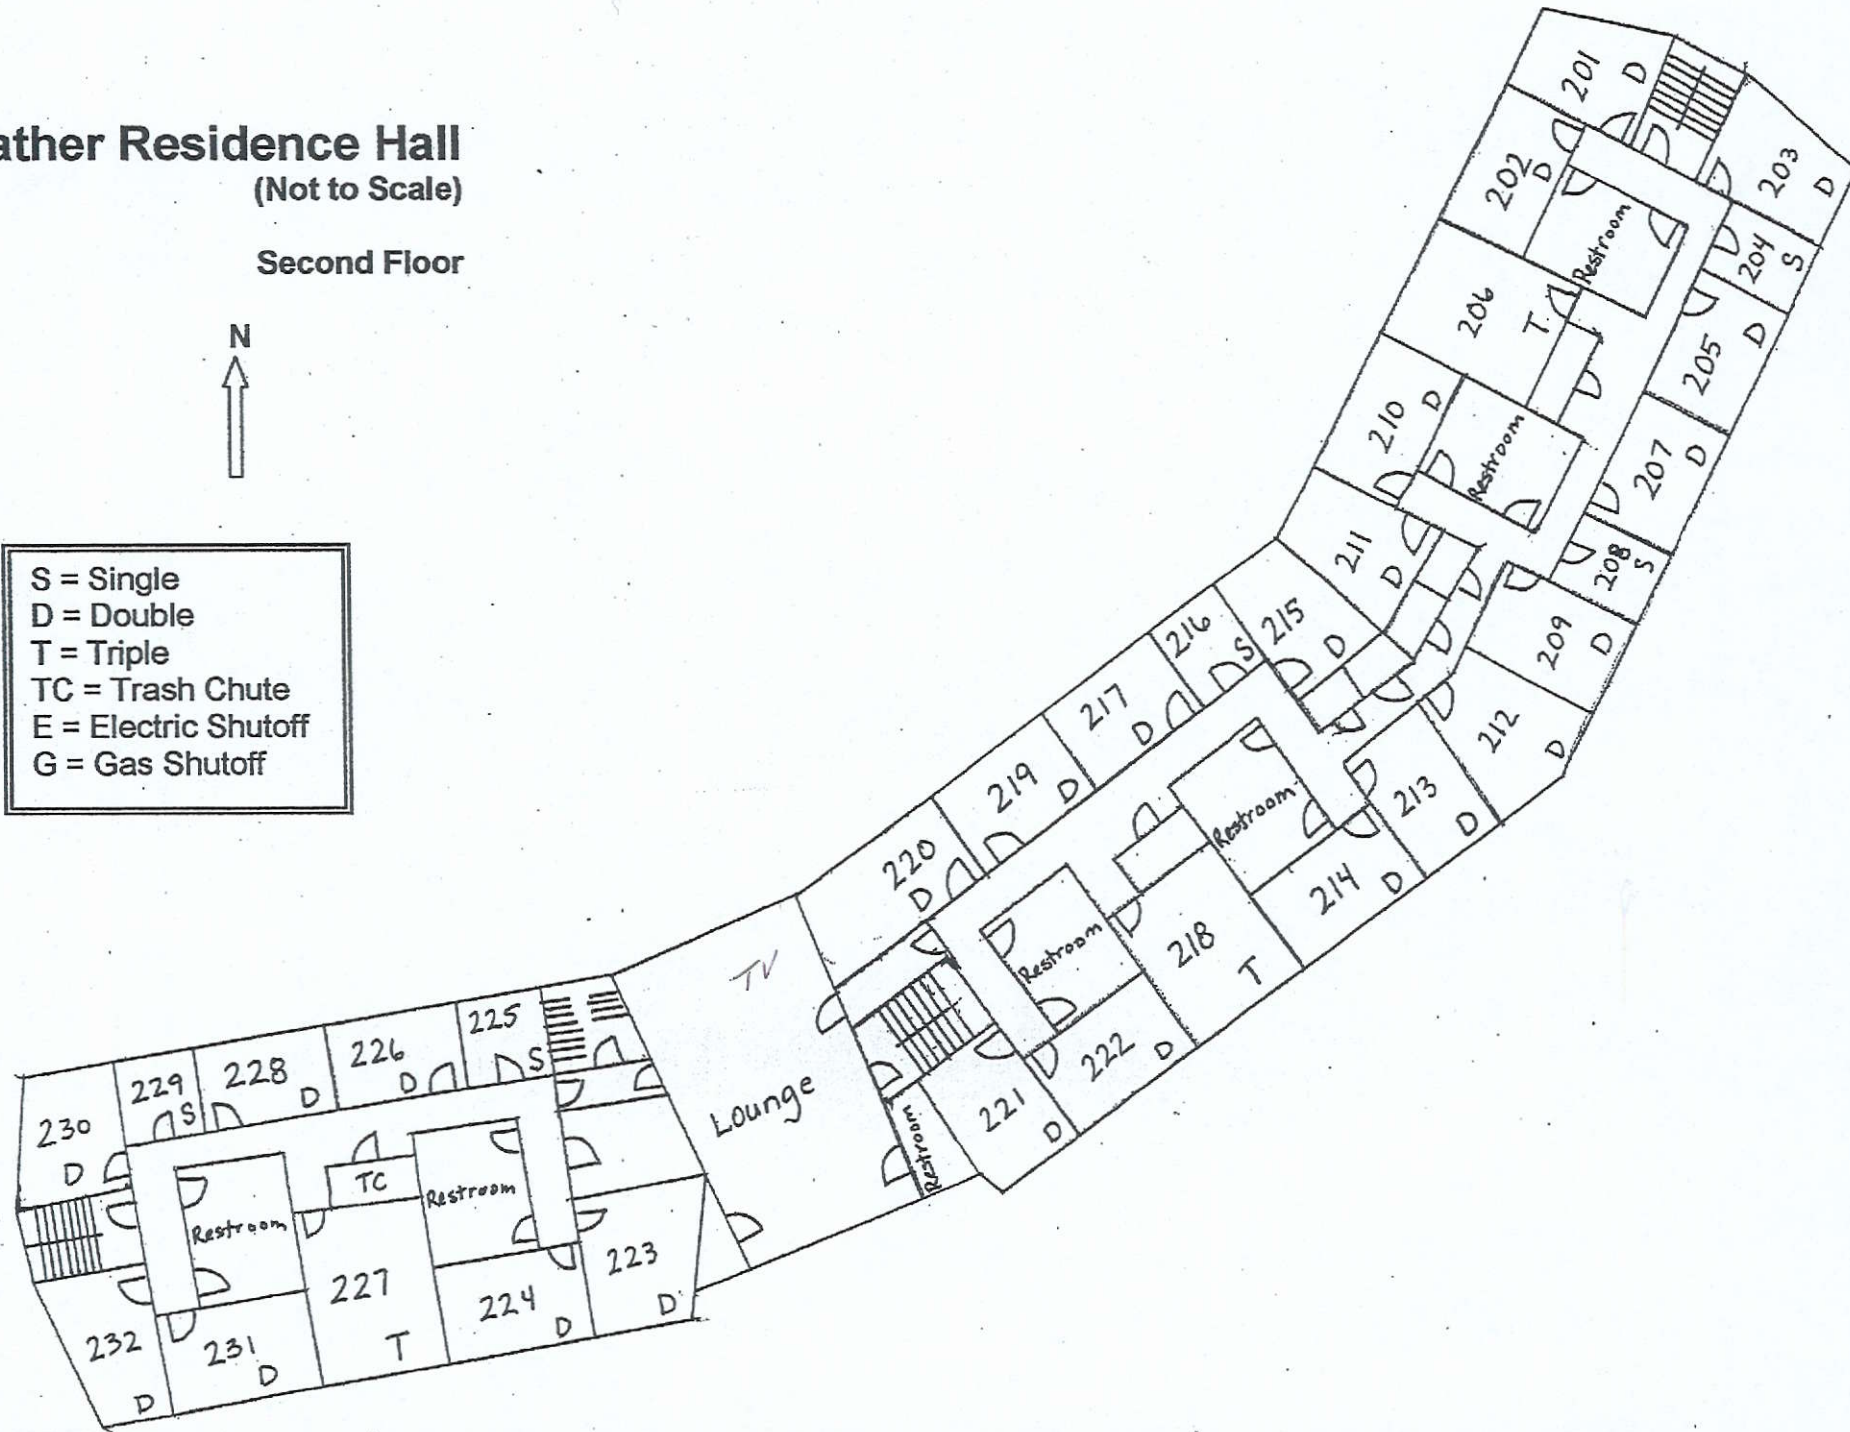 ather Residence Hall
(Not to Scale)
Second Floor
N
S = Single
D = Double
T = Triple
TC = Trash Chute
E = Electric Shutoff
G = Gas Shutoff
201 D
202 D
203 D
Restroom
204 S
206 T
205 D
210 D
Restroom
207 D
211 D
208 S
209 D
216 S
215 D
217 D
212 D
219 D
Restroom
213 D
220 D
214 D
218 T
Restroom
TV
222 D
221 D
Restroom
Lounge
225 S
226 D
228 D
229 S
230 D
TC
Restroom
Restroom
223 D
227 T
224 D
231 D
232 D